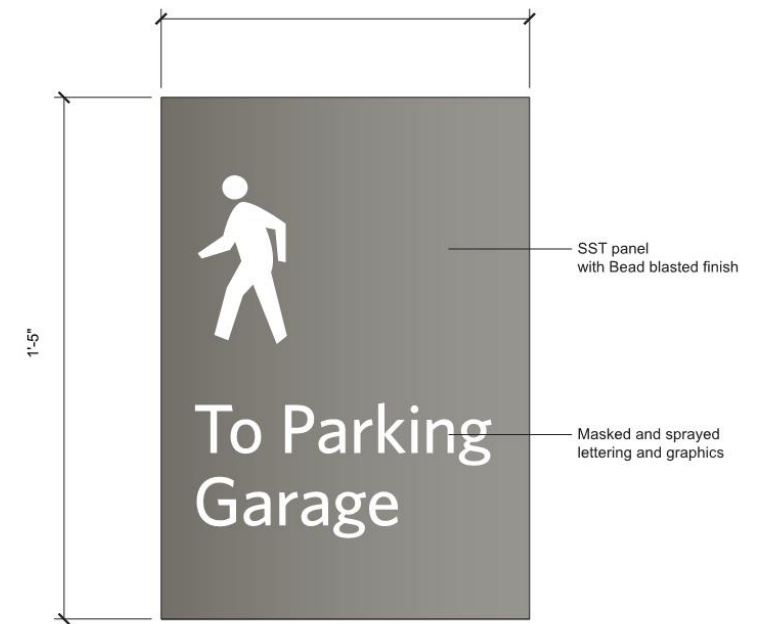 1'-5"
SST panel
with Bead blasted finish
To Parking
Garage
Masked and sprayed
lettering and graphics